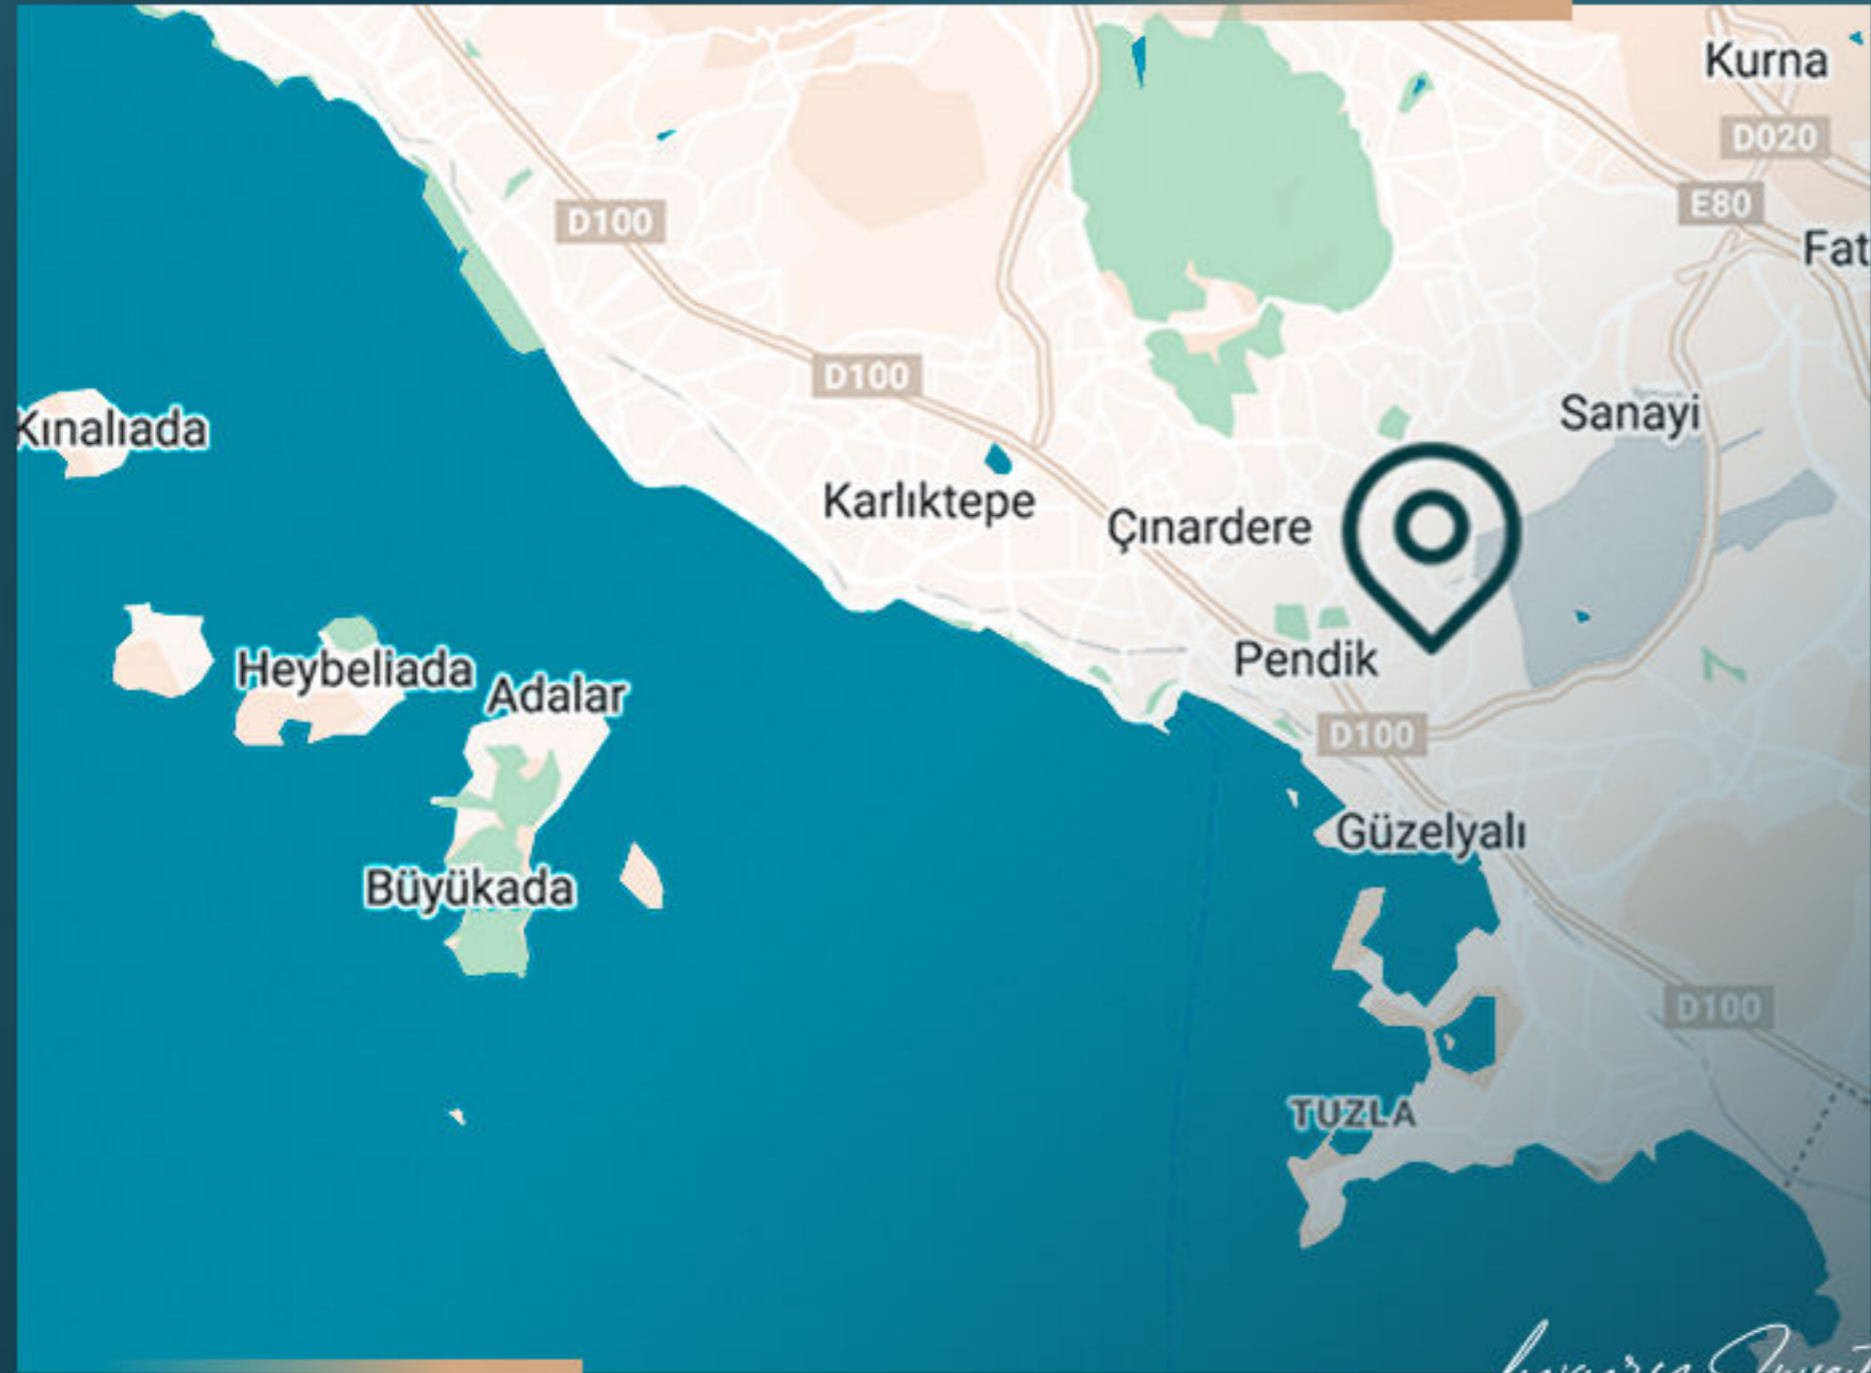 Kurna
D020
E80
D100
Fat
D100
Sanayi
Kınalıada
Karlıktepe
Çınardere
Pendik
Heybeliada
Adalar
D100
Güzelyalı
Büyükada
D100
TUZLA